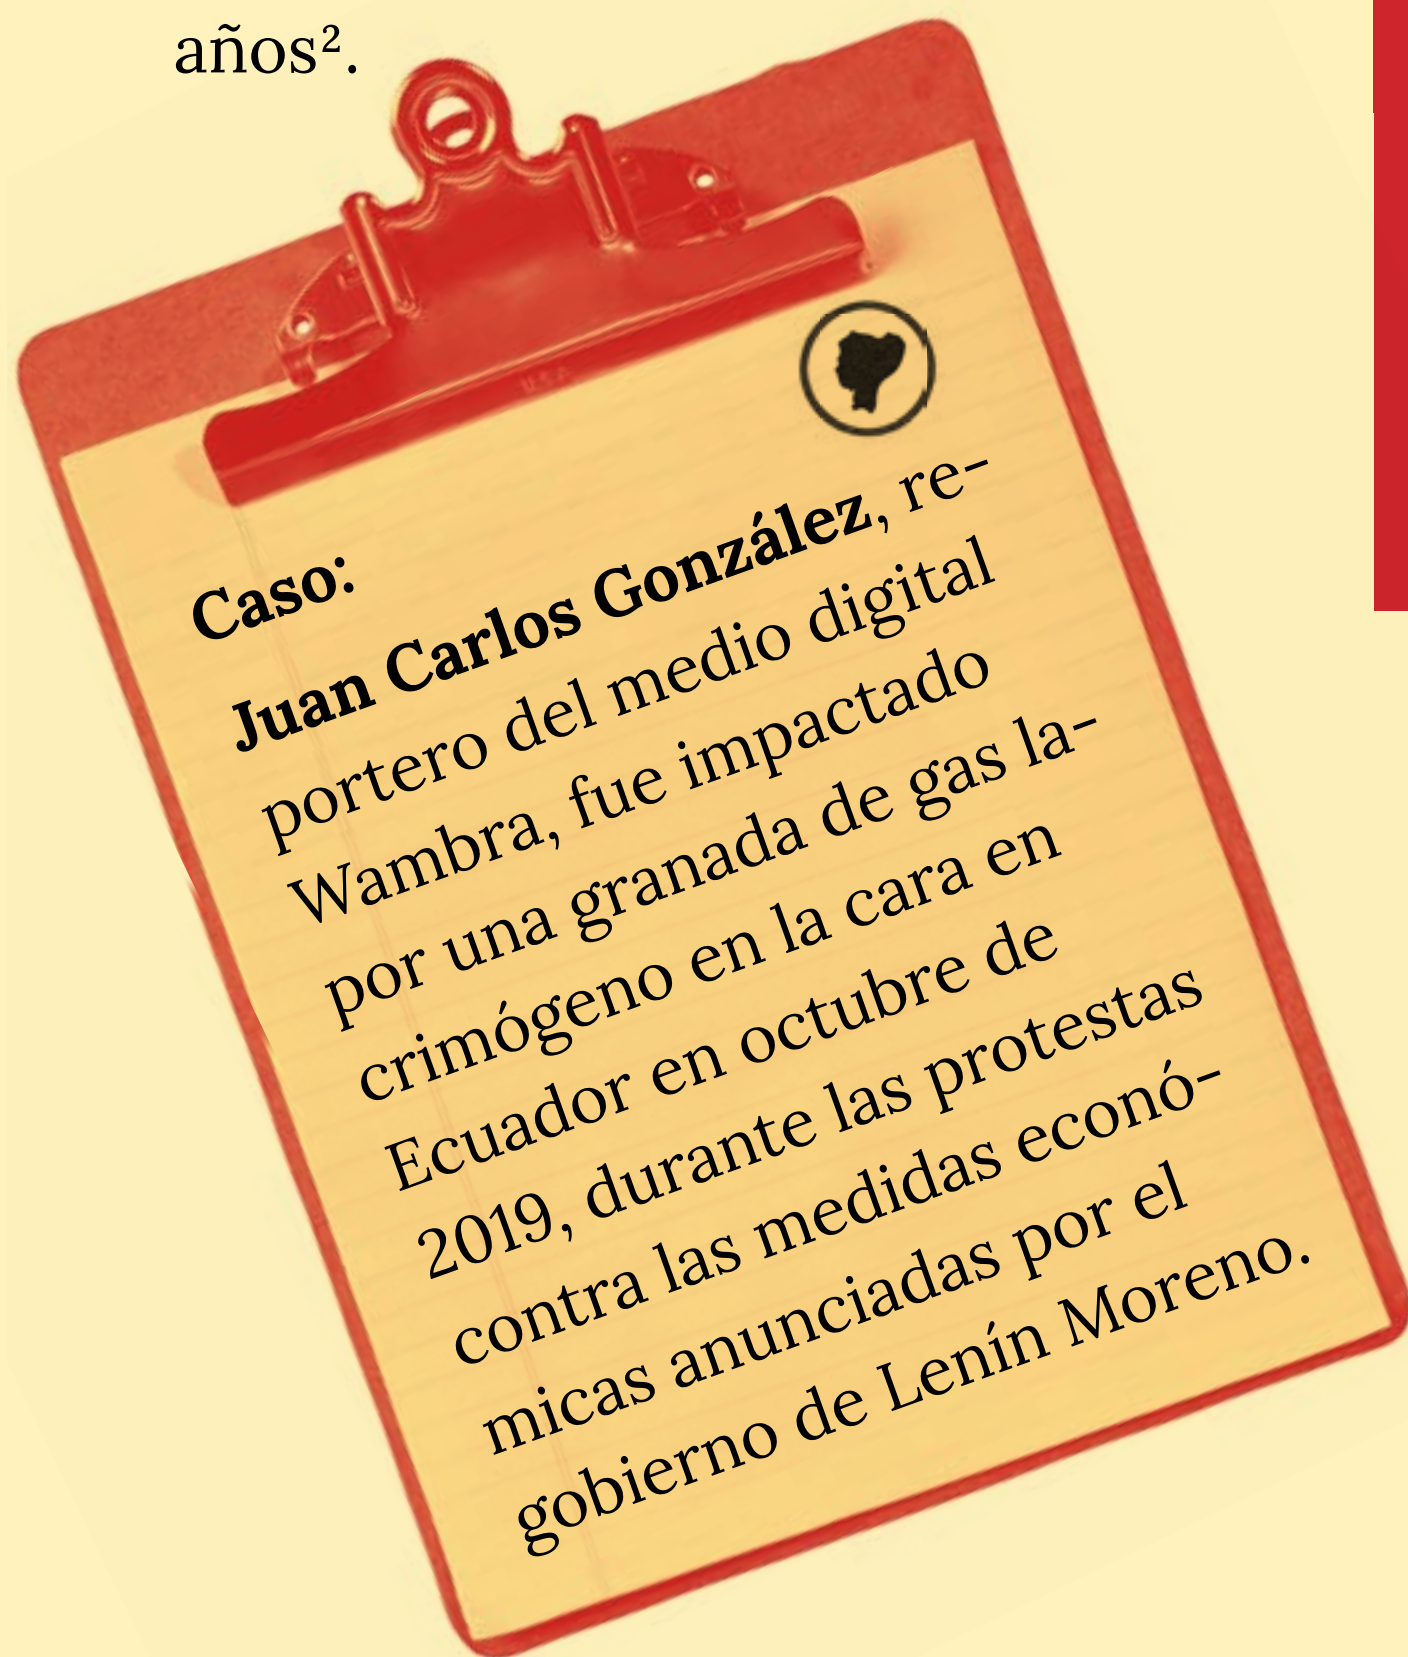 años².
Caso:
Juan Carlos González, re-
portero del medio digital
Wambra, fue impactado
por una granada de gas la-
crimógeno en la cara en
Ecuador en octubre de
2019, durante las protestas
contra las medidas econó-
micas anunciadas por el
gobierno de Lenín Moreno.